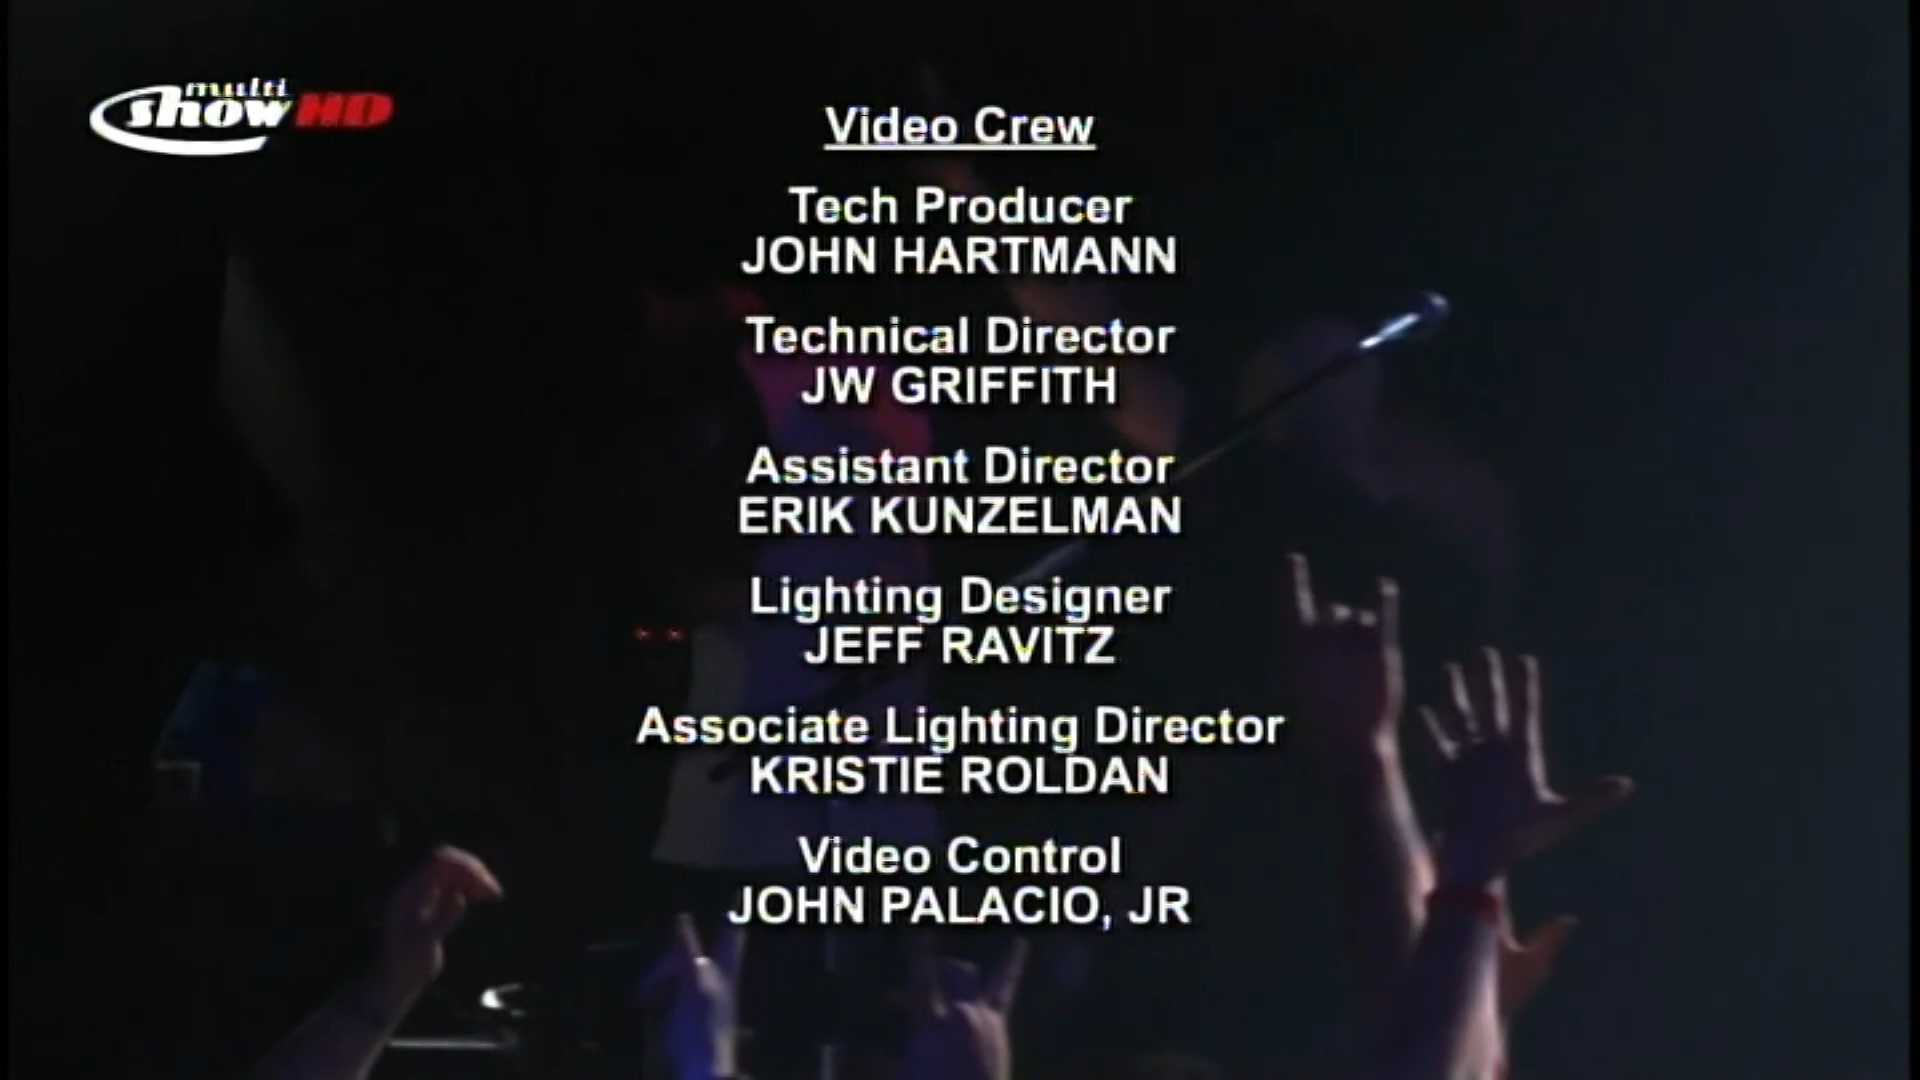 multi
show HD
Video Crew
Tech Producer
JOHN HARTMANN
Technical Director
JW GRIFFITH
Assistant Director
ERIK KUNZELMAN
Lighting Designer
JEFF RAVITZ
Associate Lighting Director
KRISTIE ROLDAN
Video Control
JOHN PALACIO, JR